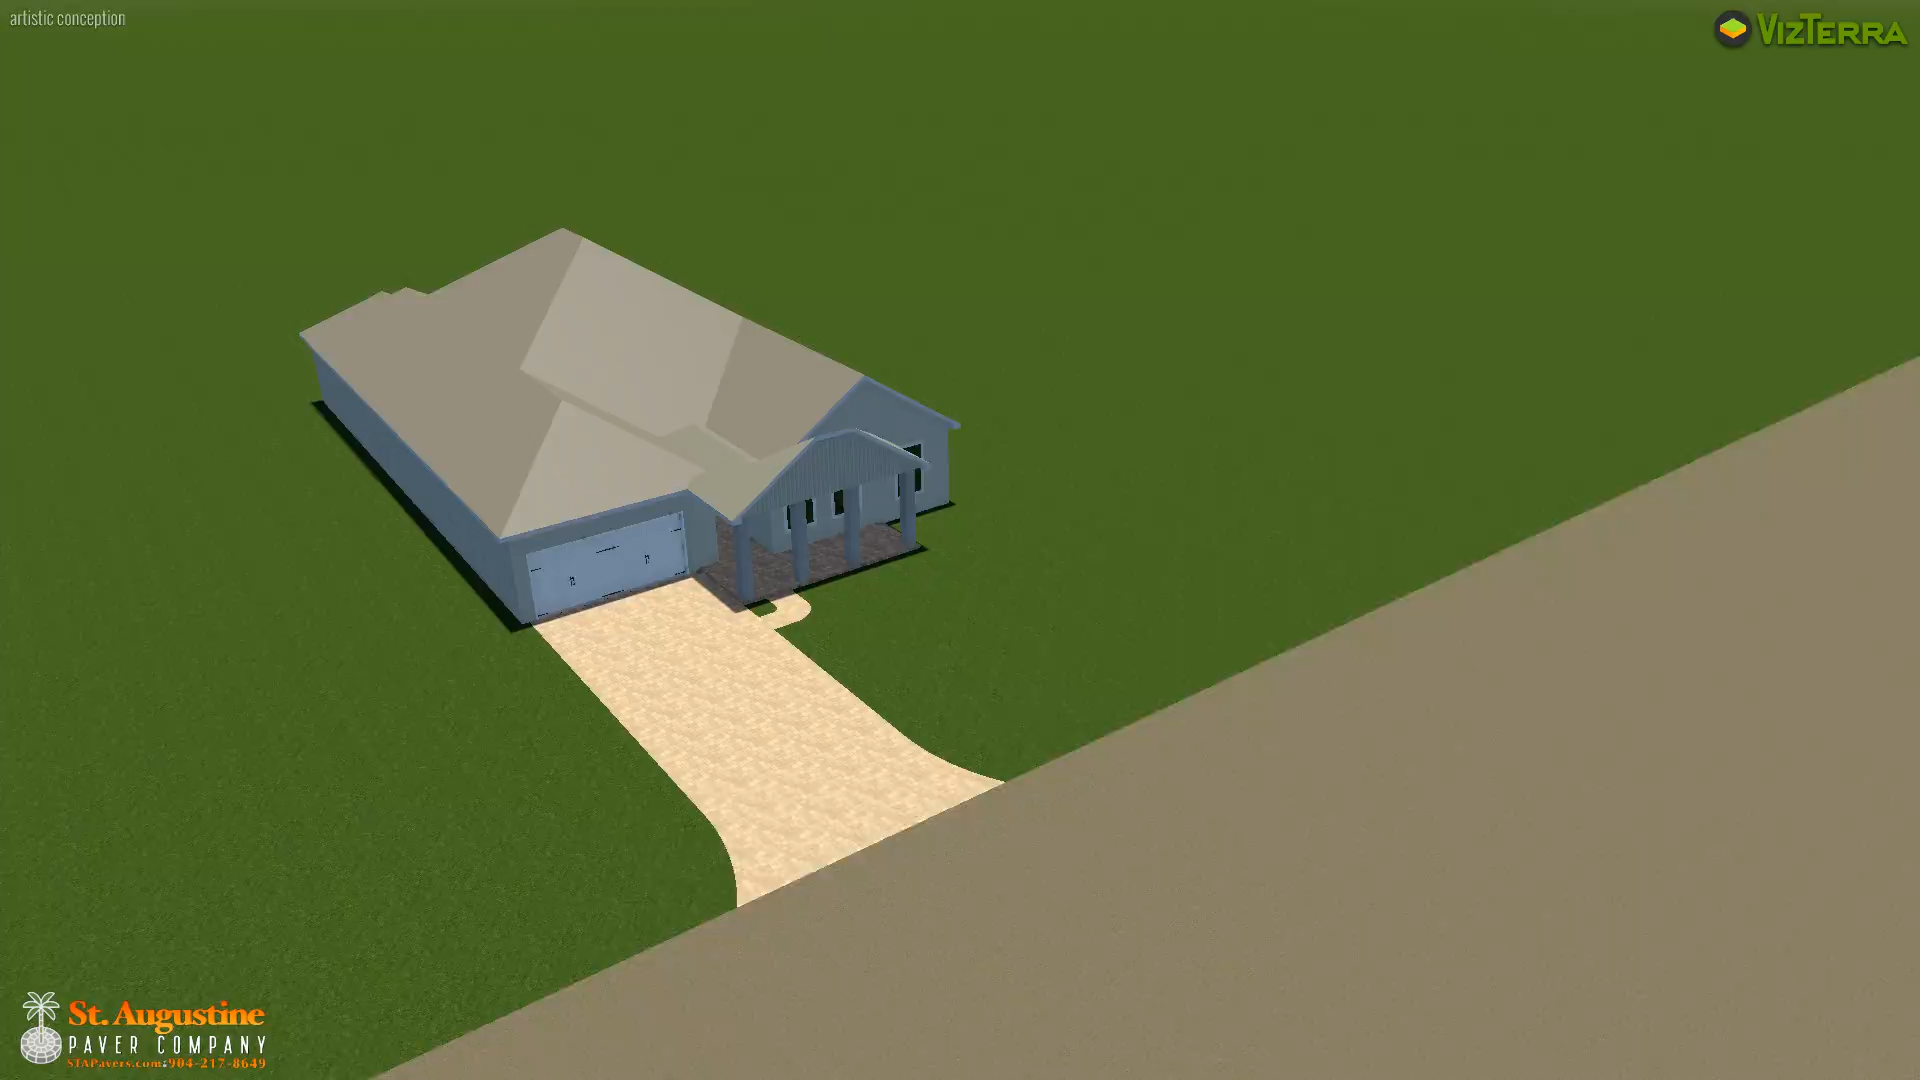 artistic conception
VIZTERRA
St. Augustine
PAVER COMPANY
STAPavers.com:904-217-8649